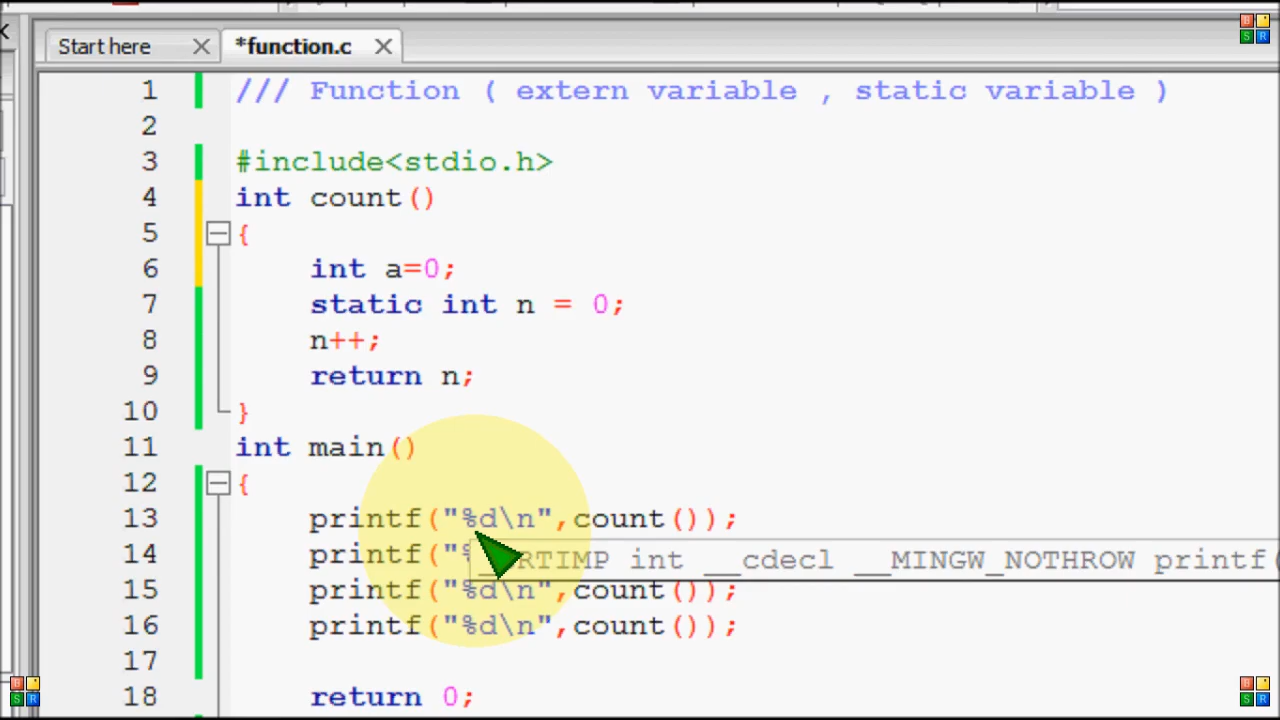 Start here
*function.c
1 /// Function ( extern variable , static variable )
2
3 #include<stdio.h>
4 int count()
5 {
6 int a=0;
7 static int n = 0;
8 n++;
9 return n;
10 }
11 int main()
12 {
13 printf("%d\n",count());
14 printf("%
__CRTIMP int __cdecl __MINGW_NOTHROW printf(
15 printf("%d\n",count());
16 printf("%d\n",count());
17
18 return 0;
B
S R
B
S R
B
S R